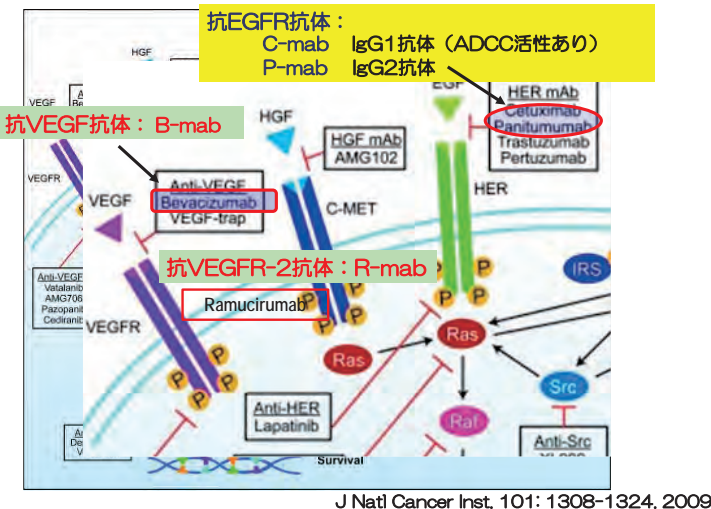 抗EGFR抗体：
C-mab IgG1抗体（ADCC活性あり）
P-mab IgG2抗体
HGF
VEGF
抗VEGF抗体： B-mab
HGF
EGF
HER mAb
Cetuximab
Panitumumab
Trastuzumab
Pertuzumab
HGF mAb
AMG102
VEGFR
Anti-VEGF
Bevacizumab
VEGF-trap
VEGF
C-MET
HER
抗VEGFR-2抗体：R-mab
Ramucirumab
IRS
Anti-VEGF
Vatalanib
AMG706
Pazopanib
Cediranib
VEGFR
P
P
P
P
P
P
P
P
P
P
P
P
Ras
Ras
Src
Anti-HER
Lapatinib
Raf
Anti-Src
Survival
J Natl Cancer Inst, 101: 1308-1324, 2009